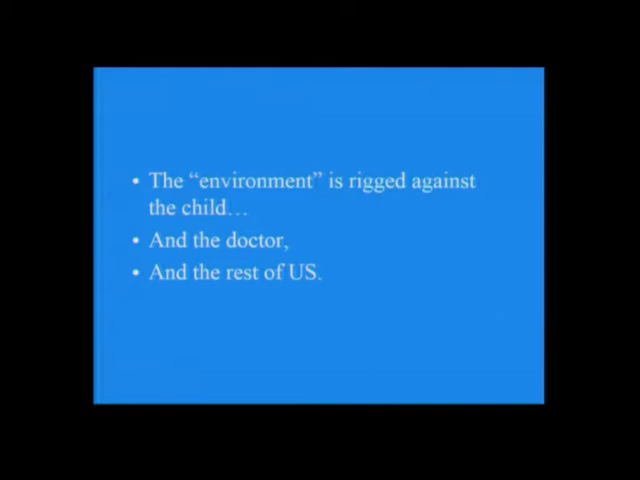 • The “environment” is rigged against
the child…
• And the doctor,
• And the rest of US.